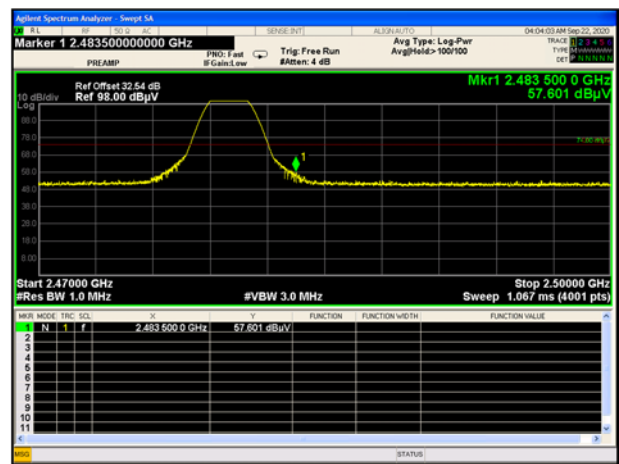 Agilent Spectrum Analyzer - Swept SA
RL RF 50 Ω AC SENSE:INT ALIGN AUTO 04:04:03 AM Sep 22, 2020
Marker 1 2.483500000000 GHz Avg Type: Log-Pwr TRACE 1 2 3 4 5 6
PNO: Fast Trig: Free Run Avg|Hold:>100/100 TYPE
PREAMP IFGain:Low #Atten: 4 dB DET P N N N N N
Mkr1 2.483 500 0 GHz
Ref Offset 32.54 dB
10 dB/div Ref 98.00 dBµV 57.601 dBµV
Log
88.0
78.0
68.0
58.0
48.0
38.0
28.0
18.0
8.00
1
Start 2.47000 GHz Stop 2.50000 GHz
#Res BW 1.0 MHz #VBW 3.0 MHz Sweep 1.067 ms (4001 pts)
MKR MODE TRC SCL X Y FUNCTION FUNCTION WIDTH FUNCTION VALUE
1 N 1 f 2.483 500 0 GHz 57.601 dBµV
2
3
4
5
6
7
8
9
10
11
MSG STATUS